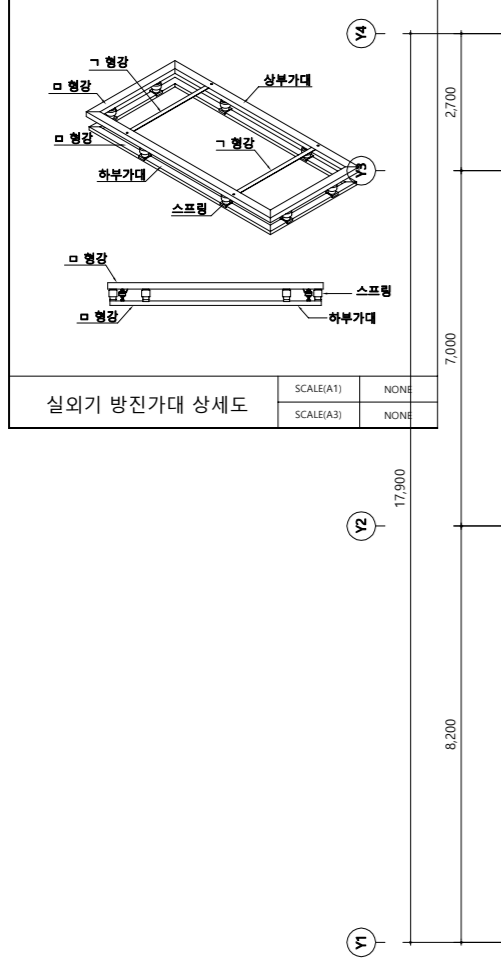 ㄱ 형강
ㅁ 형강
상부가대
ㅁ 형강
ㄱ 형강
하부가대
스프링
ㅁ 형강
스프링
ㅁ 형강
하부가대
실외기 방진가대 상세도
SCALE(A1)
NONE
SCALE(A3)
NONE
Y4
2,700
Y3
7,000
17,900
Y2
8,200
Y1